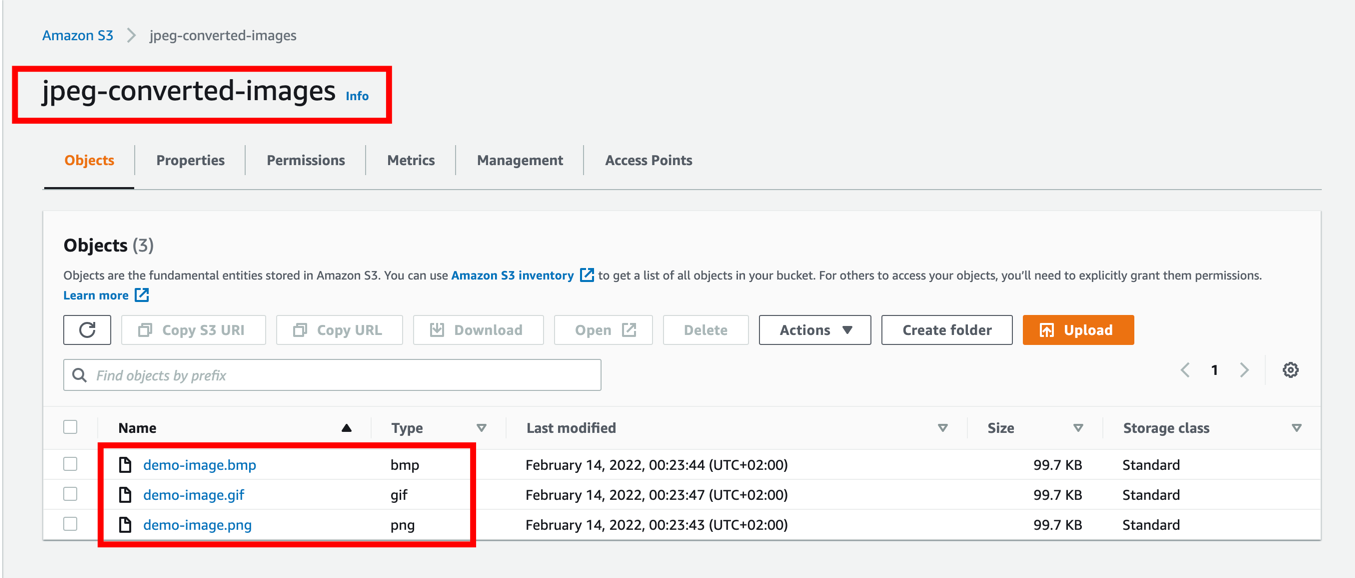 Amazon S3 > jpeg-converted-images
jpeg-converted-images Info
Objects Properties Permissions Metrics Management Access Points
Objects (3)
Objects are the fundamental entities stored in Amazon S3. You can use Amazon S3 inventory to get a list of all objects in your bucket. For others to access your objects, you'll need to explicitly grant them permissions.
Learn more
Copy S3 URI Copy URL Download Open Delete Actions Create folder Upload
Find objects by prefix
1
Name Type Last modified Size Storage class
demo-image.bmp bmp February 14, 2022, 00:23:44 (UTC+02:00) 99.7 KB Standard
demo-image.gif gif February 14, 2022, 00:23:47 (UTC+02:00) 99.7 KB Standard
demo-image.png png February 14, 2022, 00:23:43 (UTC+02:00) 99.7 KB Standard